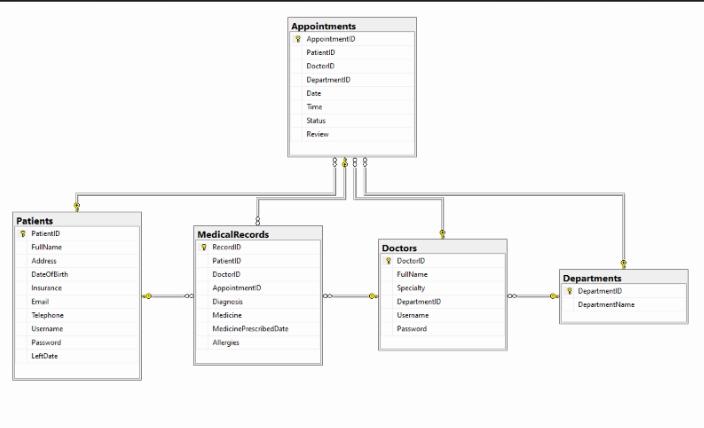 Appointments
AppointmentID
PatientID
DoctorID
DepartmentID
Date
Time
Status
Review
Patients
PatientID
FullName
Address
DateOfBirth
Insurance
Email
Telephone
Username
Password
LeftDate
MedicalRecords
RecordID
PatientID
DoctorID
AppointmentID
Diagnosis
Medicine
MedicinePrescribedDate
Allergies
Doctors
DoctorID
FullName
Specialty
DepartmentID
Username
Password
Departments
DepartmentID
DepartmentName